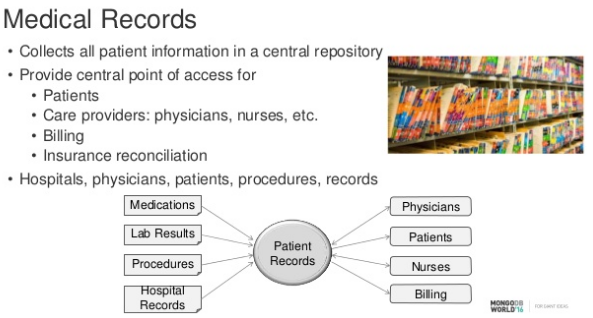 Medical Records
• Collects all patient information in a central repository
• Provide central point of access for
• Patients
• Care providers: physicians, nurses, etc.
• Billing
• Insurance reconciliation
• Hospitals, physicians, patients, procedures, records
Medications
Lab Results
Procedures
Hospital
Records
Patient
Records
Physicians
Patients
Nurses
Billing
MONGODB
WORLD'16
FOR GIANT IDEAS